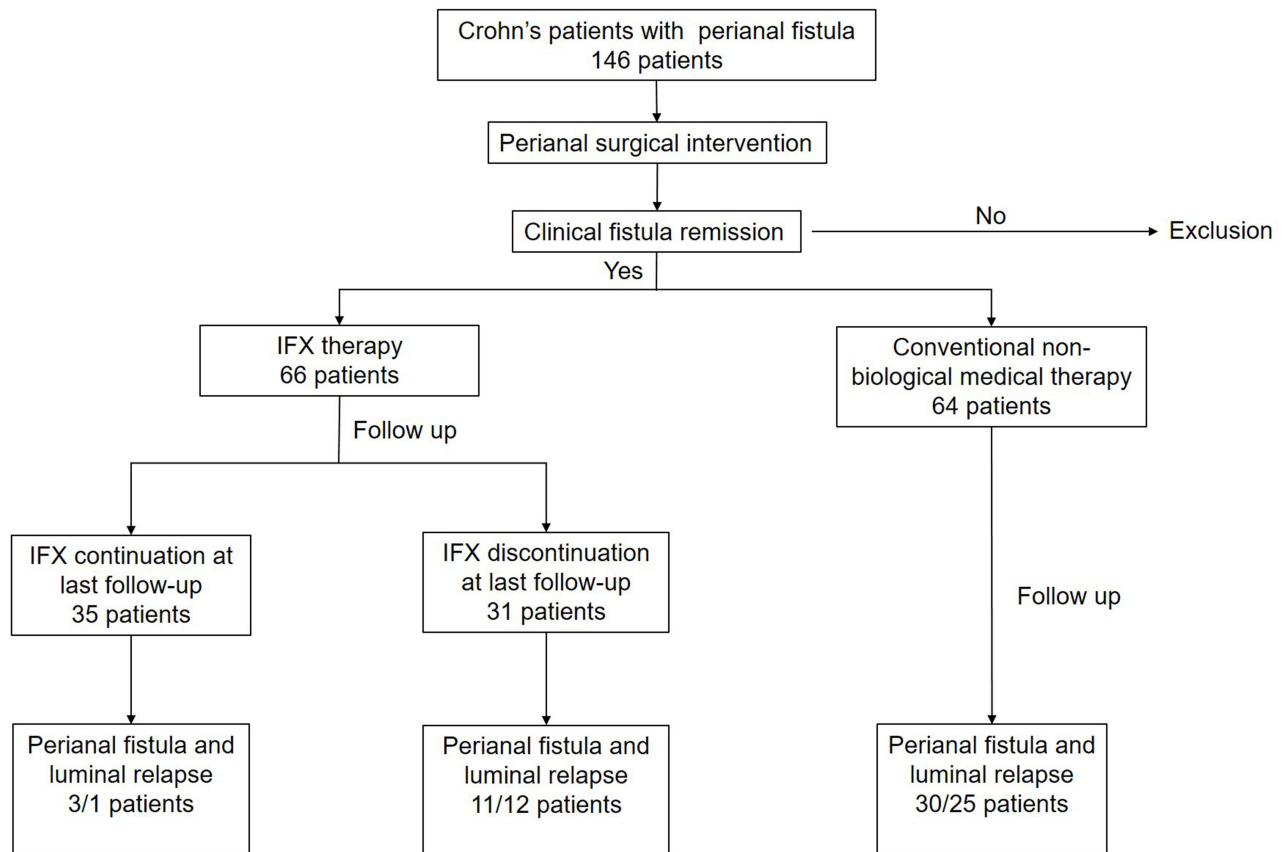 Crohn's patients with  perianal fistula
146 patients
Perianal surgical intervention
Clinical fistula remission
No
Exclusion
Yes
IFX therapy
66 patients
Conventional non-
biological medical therapy
64 patients
Follow up
IFX continuation at
last follow-up
35 patients
IFX discontinuation
at last follow-up
31 patients
Follow up
Perianal fistula and
luminal relapse
3/1 patients
Perianal fistula and
luminal relapse
11/12 patients
Perianal fistula and
luminal relapse
30/25 patients